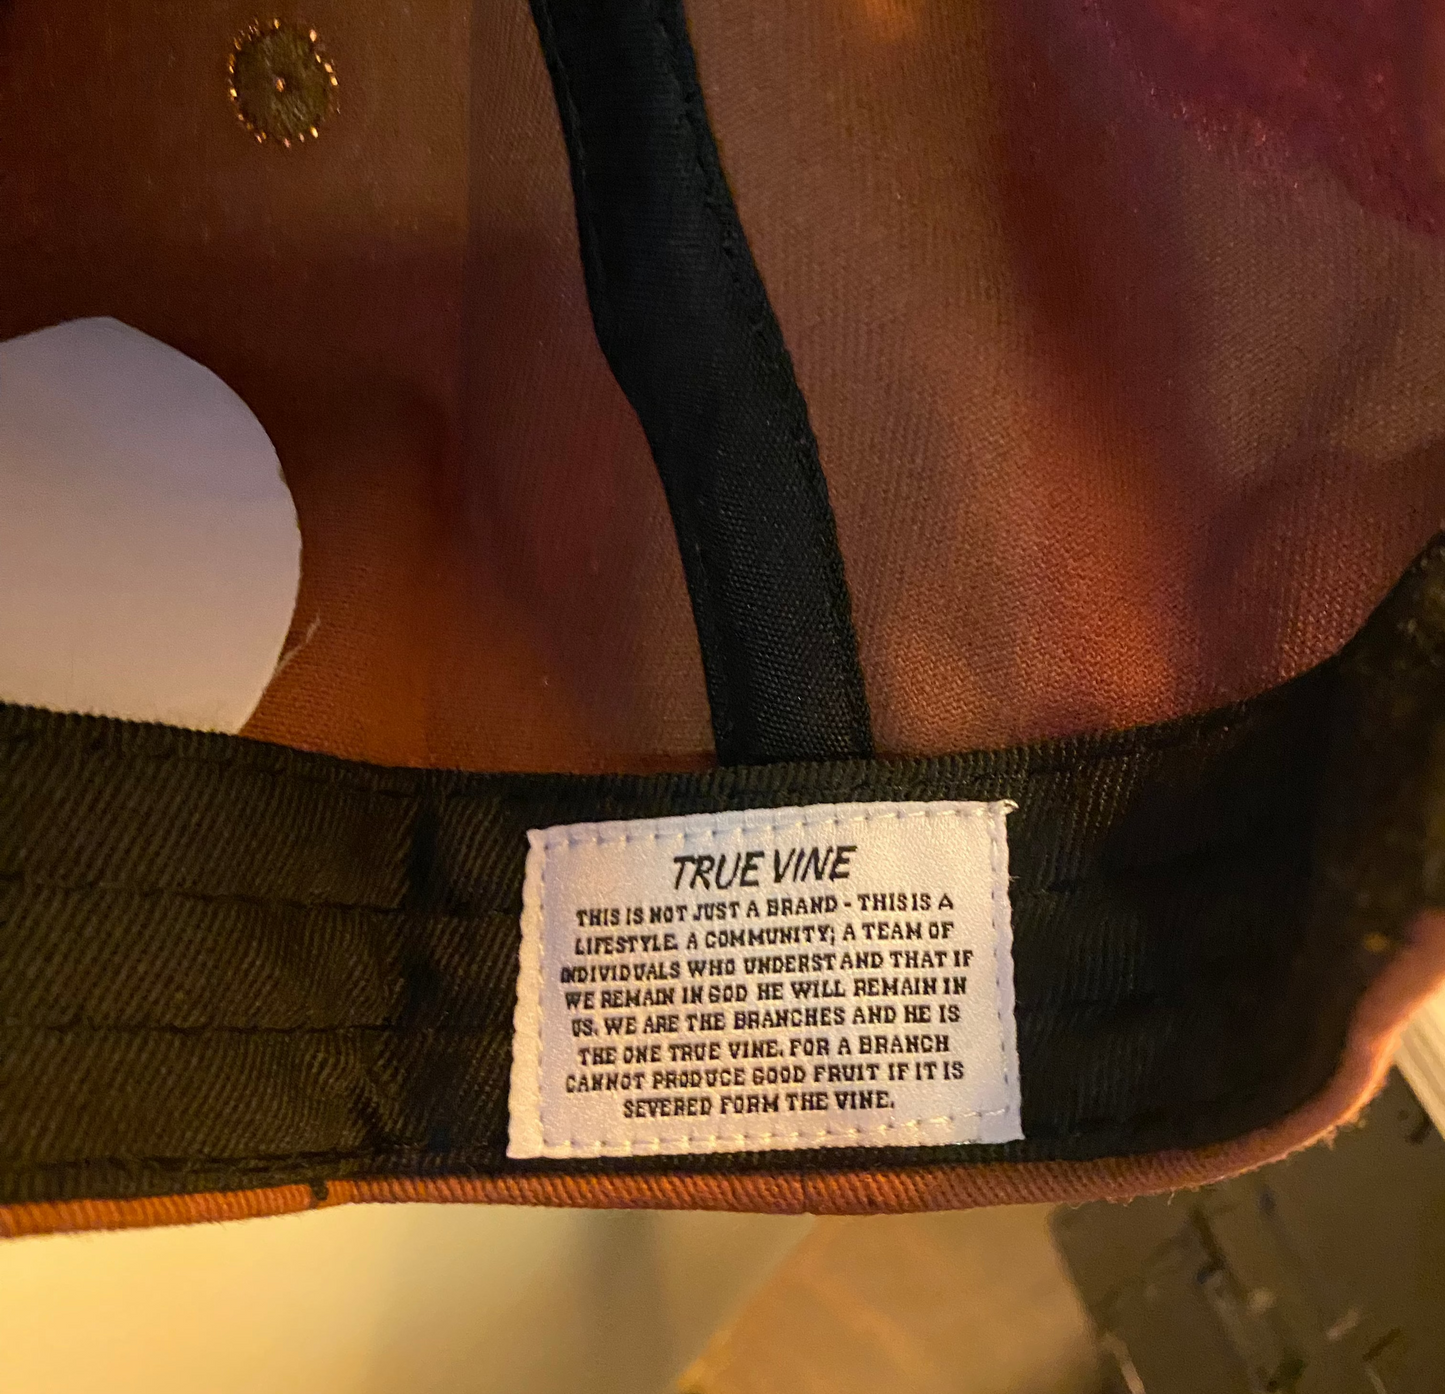 TRUE VINE
THIS IS NOT JUST A BRAND - THIS IS A
LIFESTYLE. A COMMUNITY; A TEAM OF
INDIVIDUALS WHO UNDERSTAND THAT IF
WE REMAIN IN GOD HE WILL REMAIN IN
US. WE ARE THE BRANCHES AND HE IS
THE ONE TRUE VINE. FOR A BRANCH
CANNOT PRODUCE GOOD FRUIT IF IT IS
SEVERED FORM THE VINE.